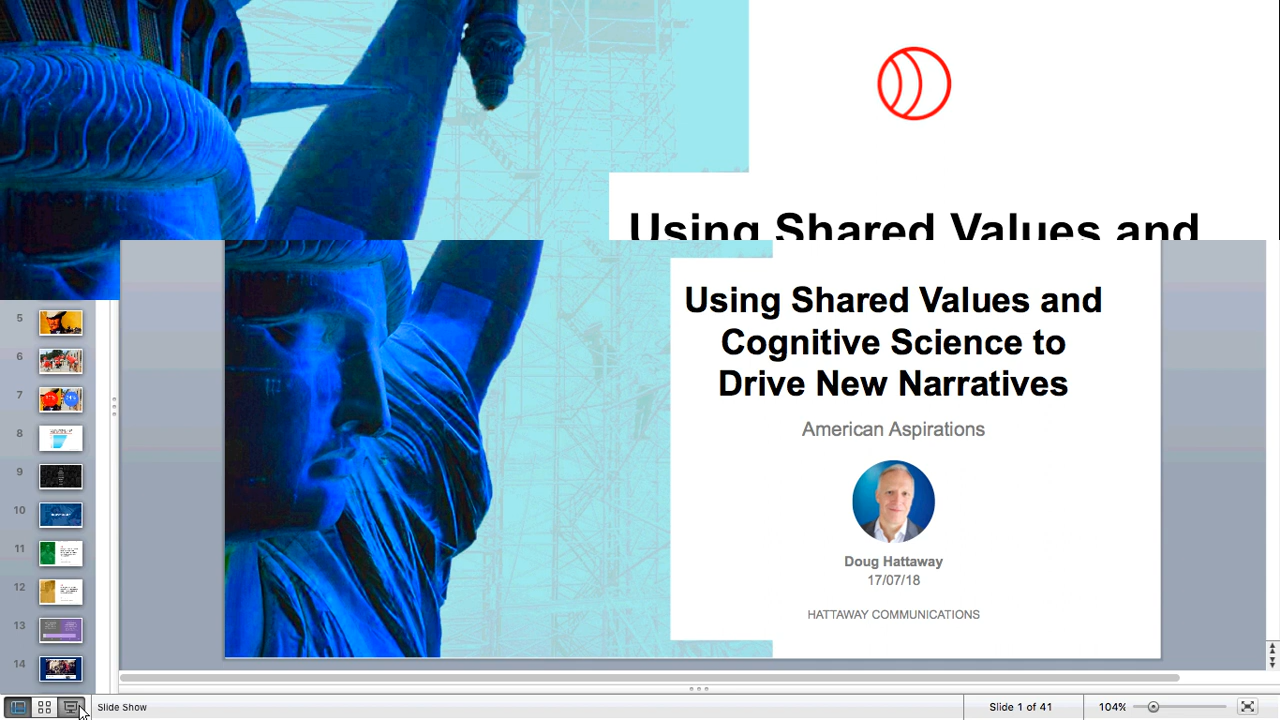 Using Shared Values and
Using Shared Values and
Cognitive Science to
Drive New Narratives
American Aspirations
Doug Hattaway
17/07/18
HATTAWAY COMMUNICATIONS
5
6
7
8
9
10
11
12
13
14
Slide Show
Slide 1 of 41
104%